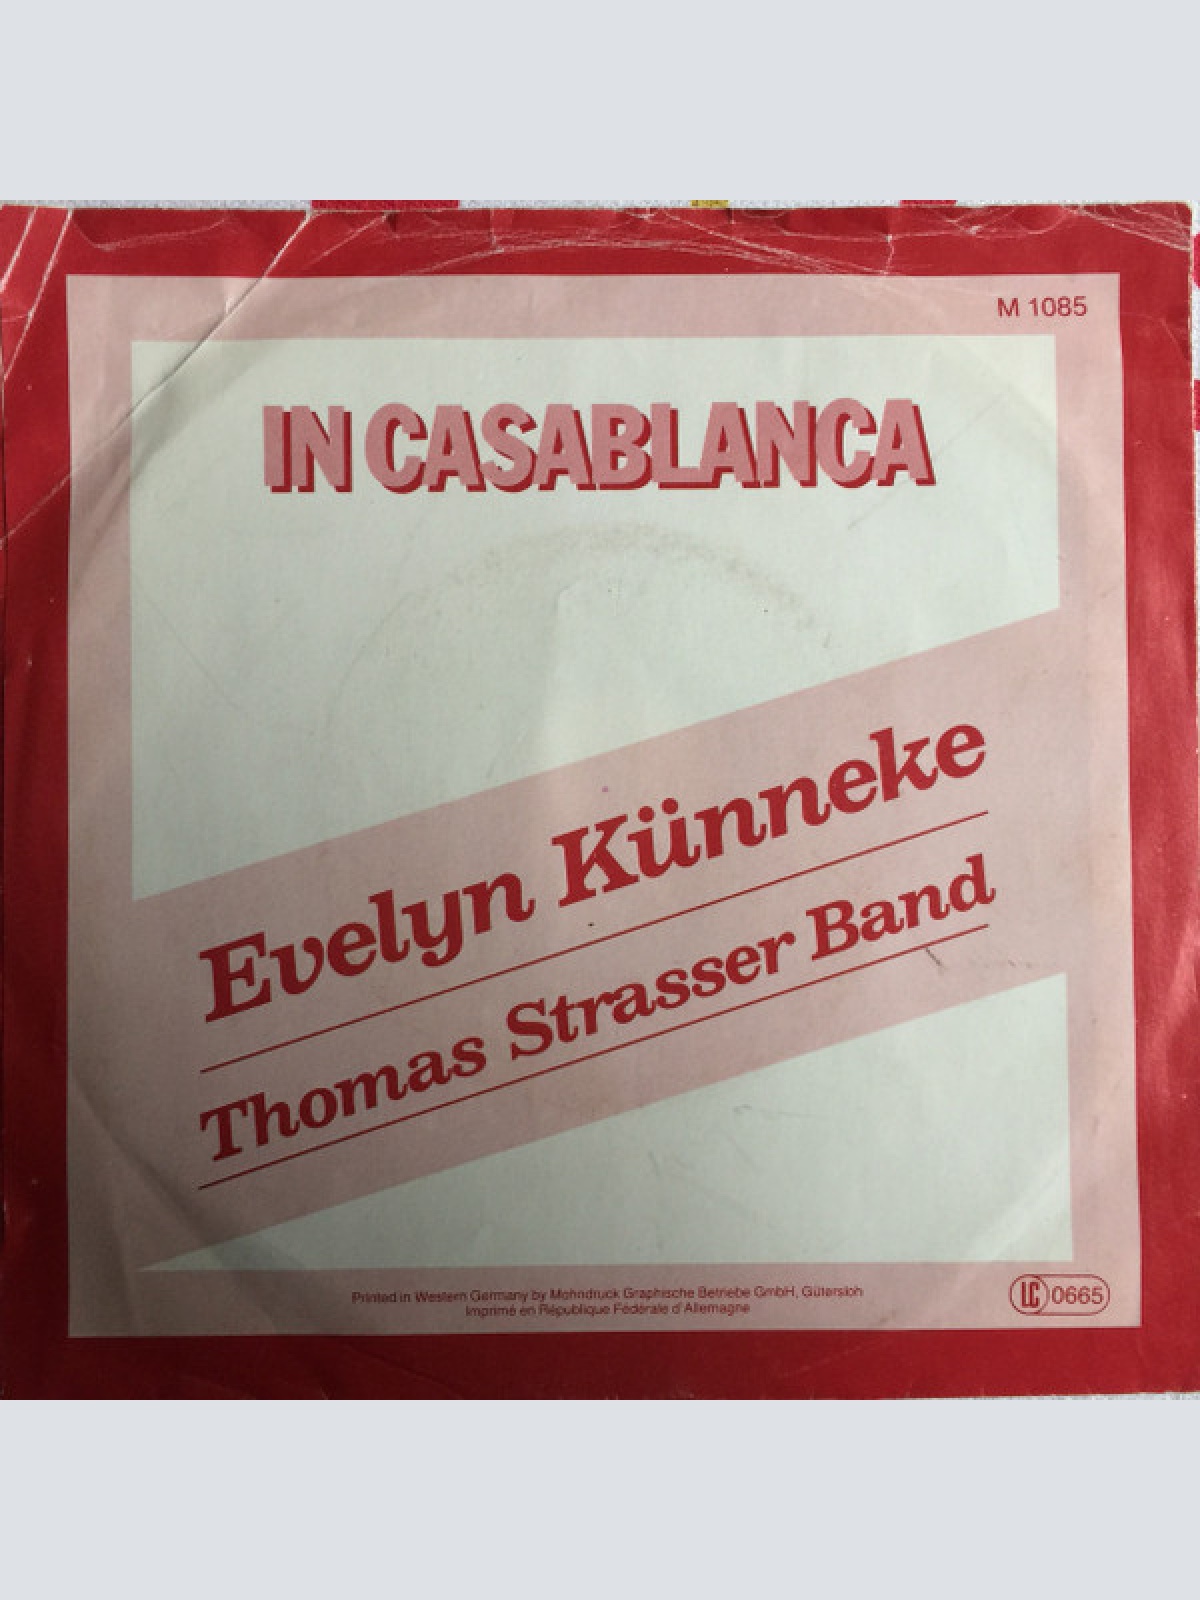 M 1085
IN CASABLANCA
Evelyn Künneke
Thomas Strasser Band
Printed in Western Germany by Mohndruck Graphische Betriebe GmbH, Gütersloh
Imprimé en République Fédérale d'Allemagne
LC 0665